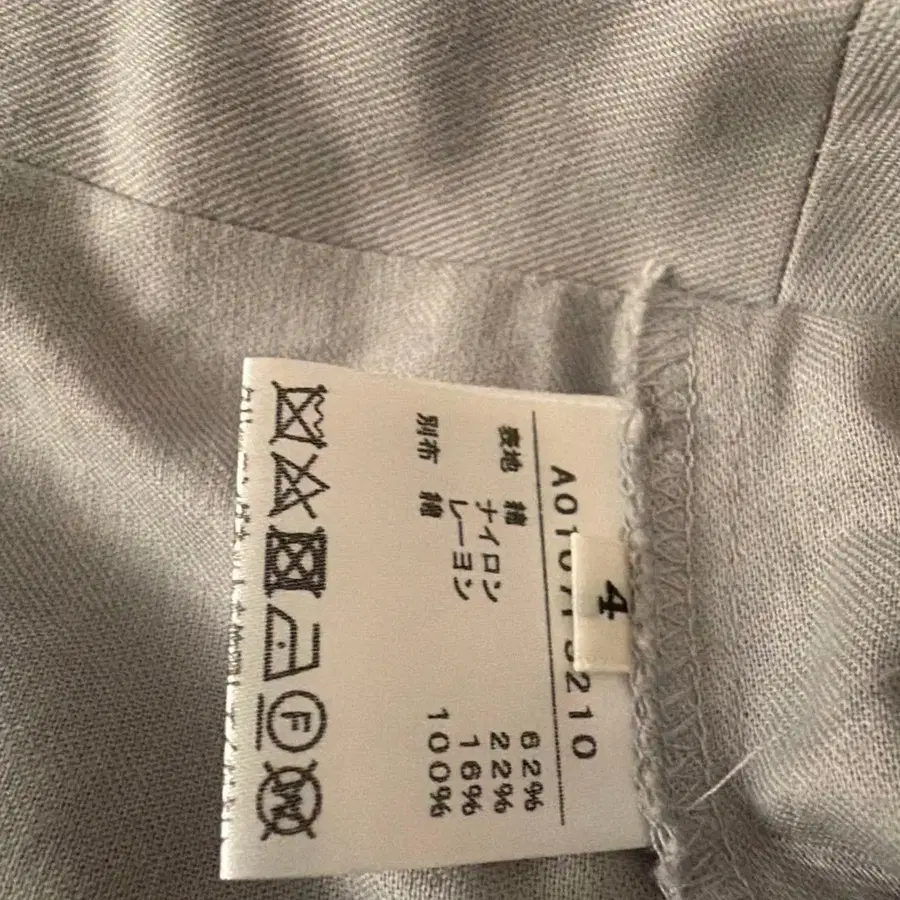 4
表地 綿 62%
ナイロン 22%
レーヨン 16%
別布 綿 100%
F
W